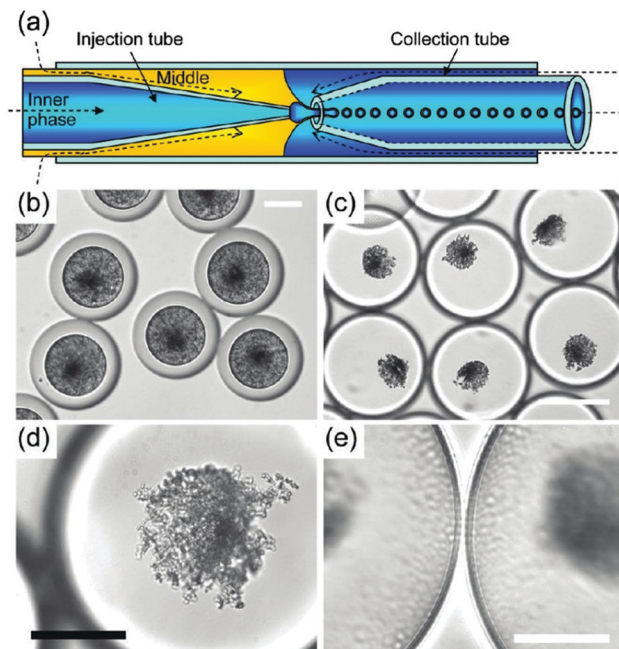 (a)
Injection tube
Collection tube
Middle
Inner
phase
(b)
(c)
(d)
(e)